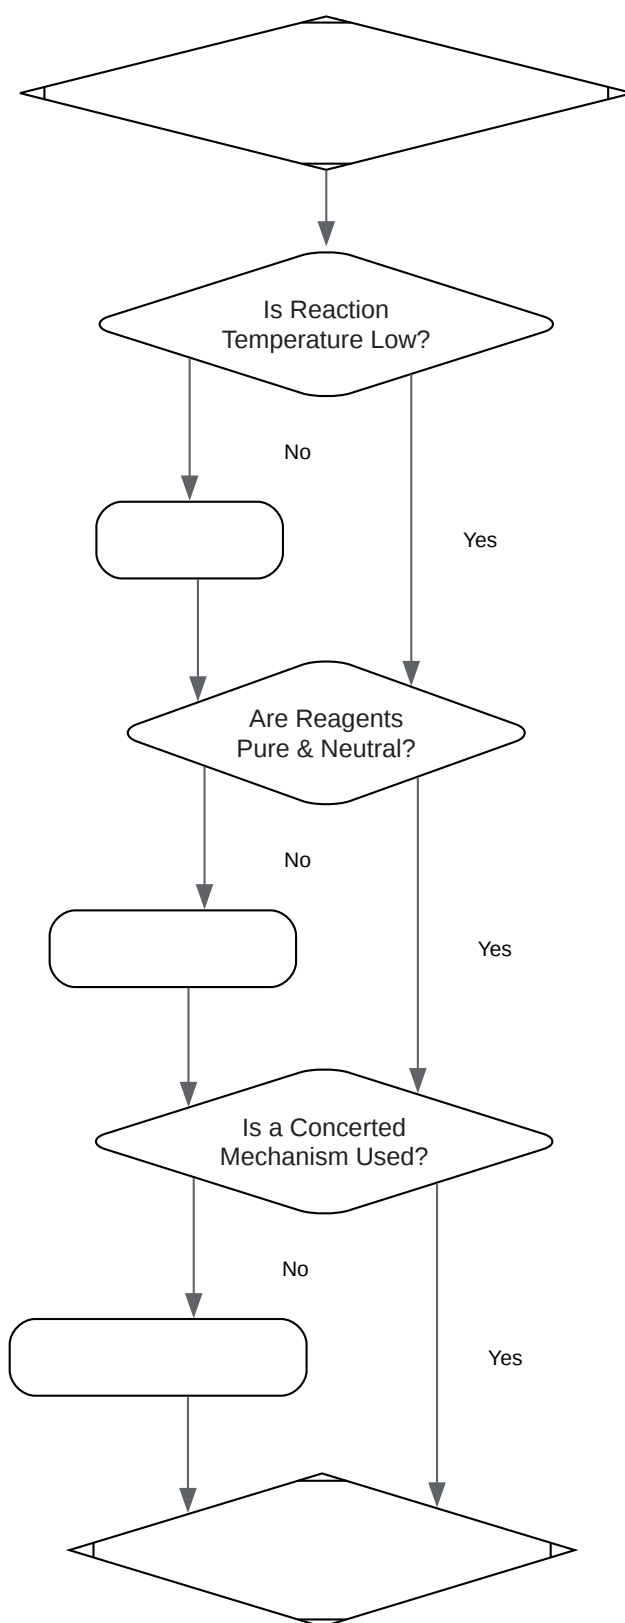 Is Reaction
Temperature Low?
No
Yes
Are Reagents
Pure & Neutral?
No
Yes
Is a Concerted
Mechanism Used?
No
Yes